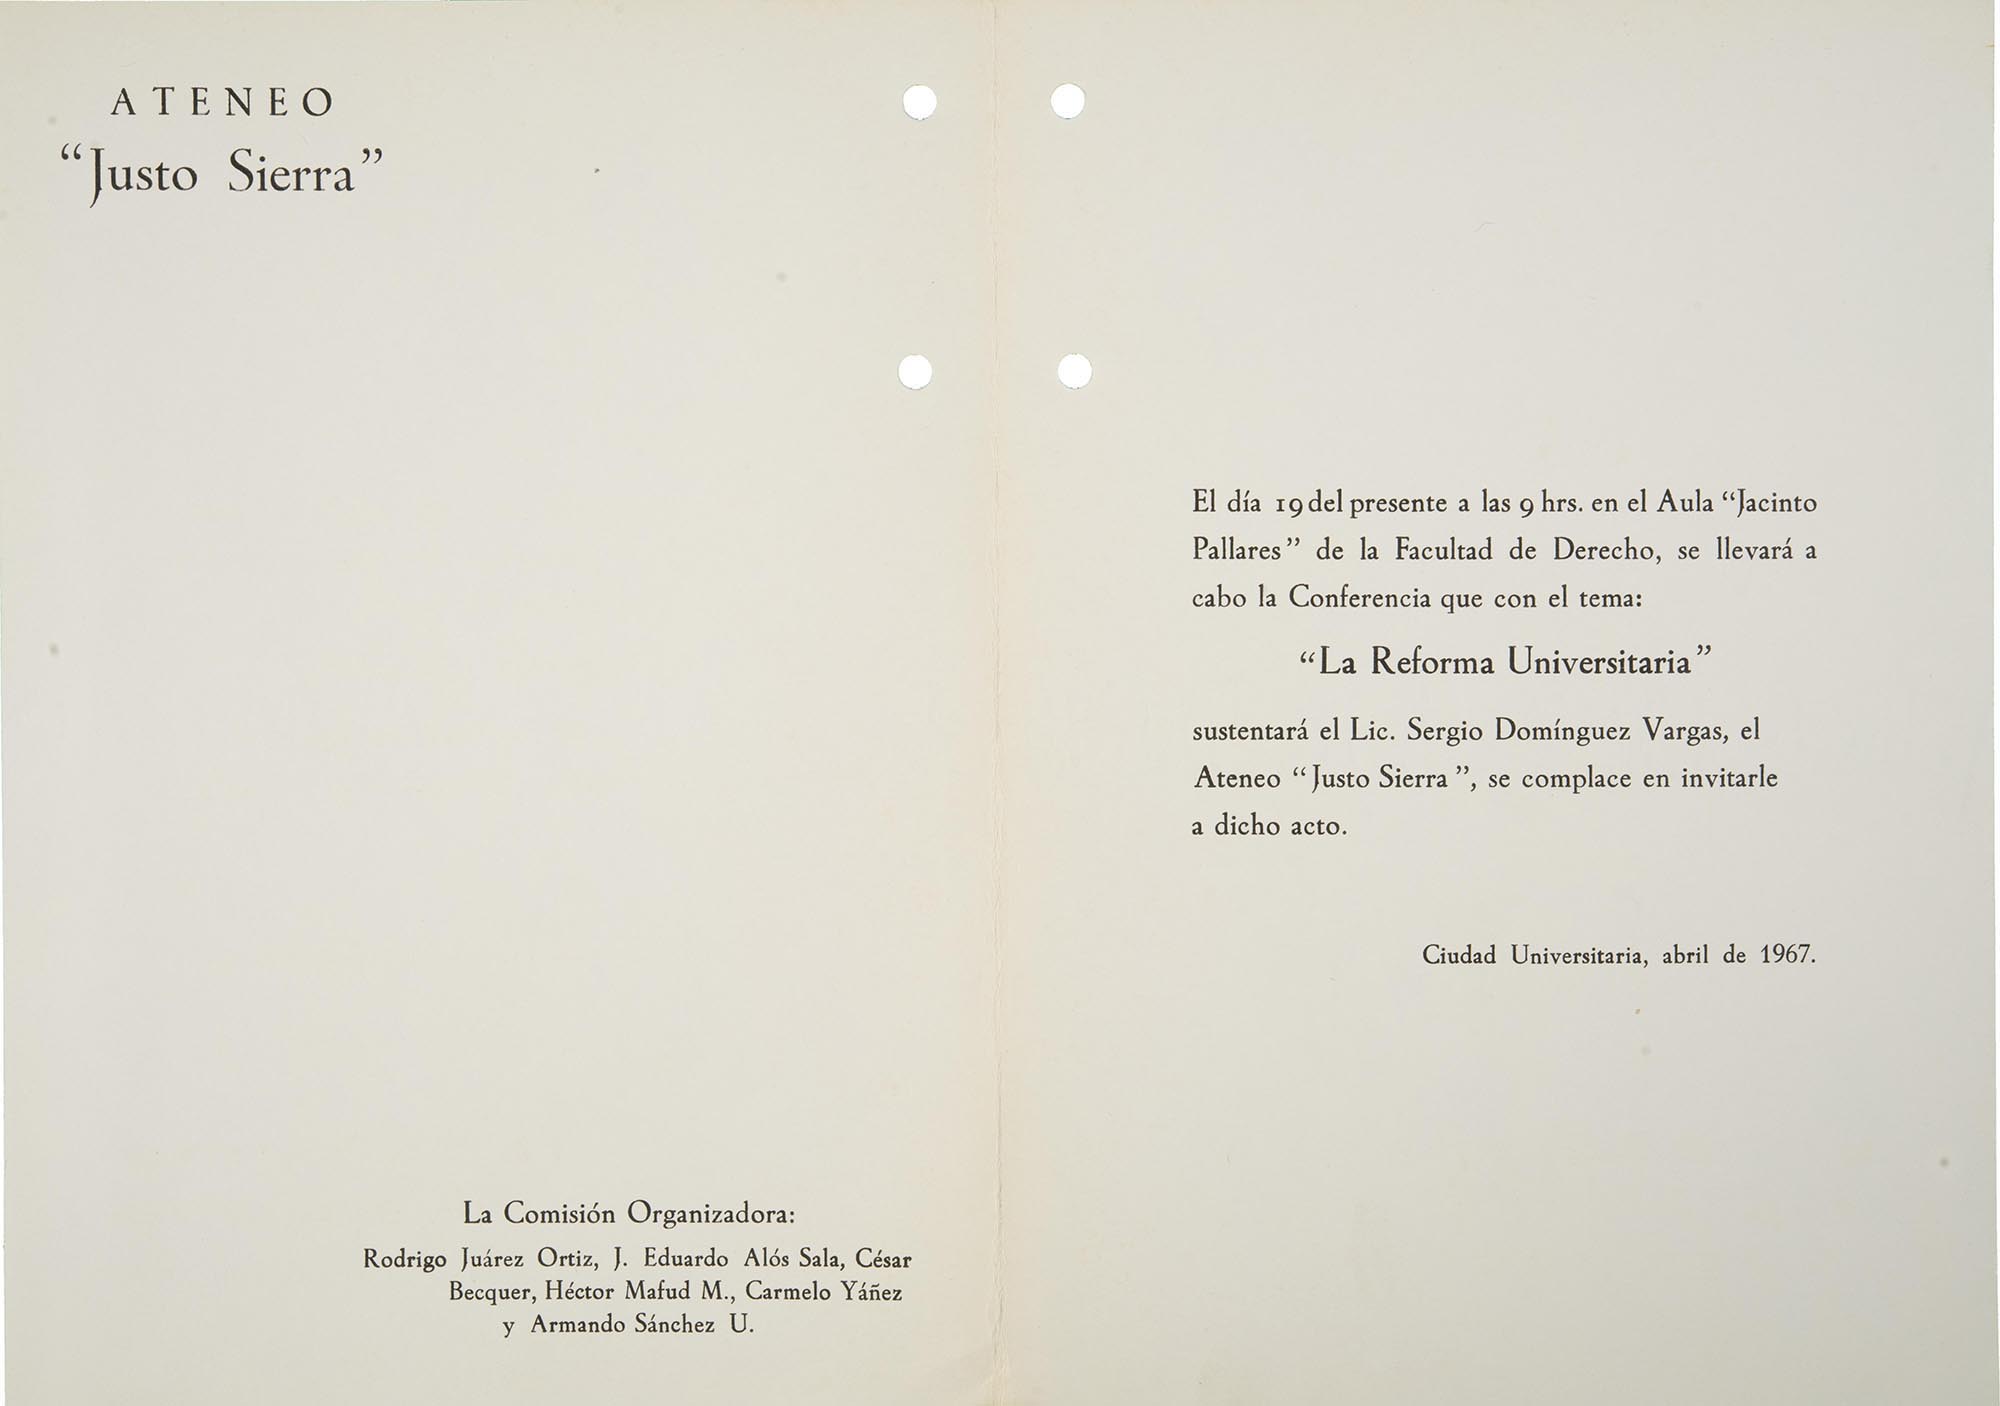 ATENEO
“Justo Sierra”
La Comisión Organizadora:
Rodrigo Juárez Ortiz, J. Eduardo Alós Sala, César
Becquer, Héctor Mafud M., Carmelo Yáñez
y Armando Sánchez U.
El día 19 del presente a las 9 hrs. en el Aula “Jacinto
Pallares” de la Facultad de Derecho, se llevará a
cabo la Conferencia que con el tema:
“La Reforma Universitaria”
sustentará el Lic. Sergio Domínguez Vargas, el
Ateneo “Justo Sierra”, se complace en invitarle
a dicho acto.
Ciudad Universitaria, abril de 1967.